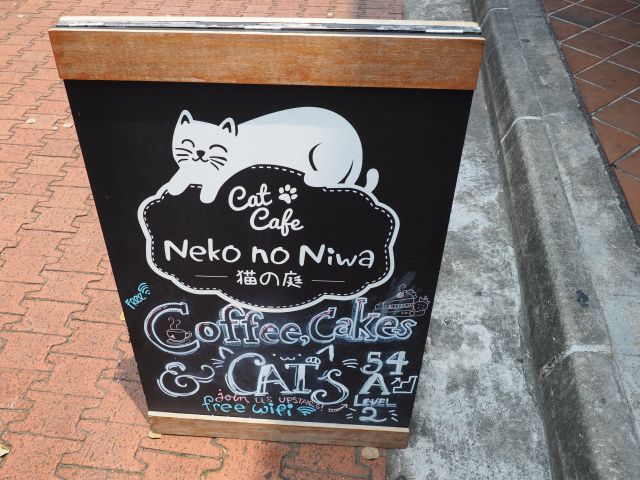 Cat Cafe
Neko no Niwa
猫の庭
Free
Coffee, Cakes
& CATS
54
A
LEVEL
2
join us UPSTAIRS!
free wifi